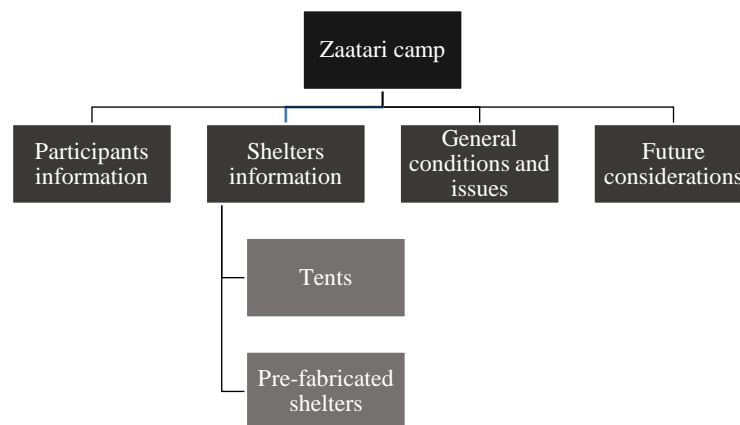 Zaatari camp
Participants
information
Shelters
information
General
conditions and
issues
Future
considerations
Tents
Pre-fabricated
shelters